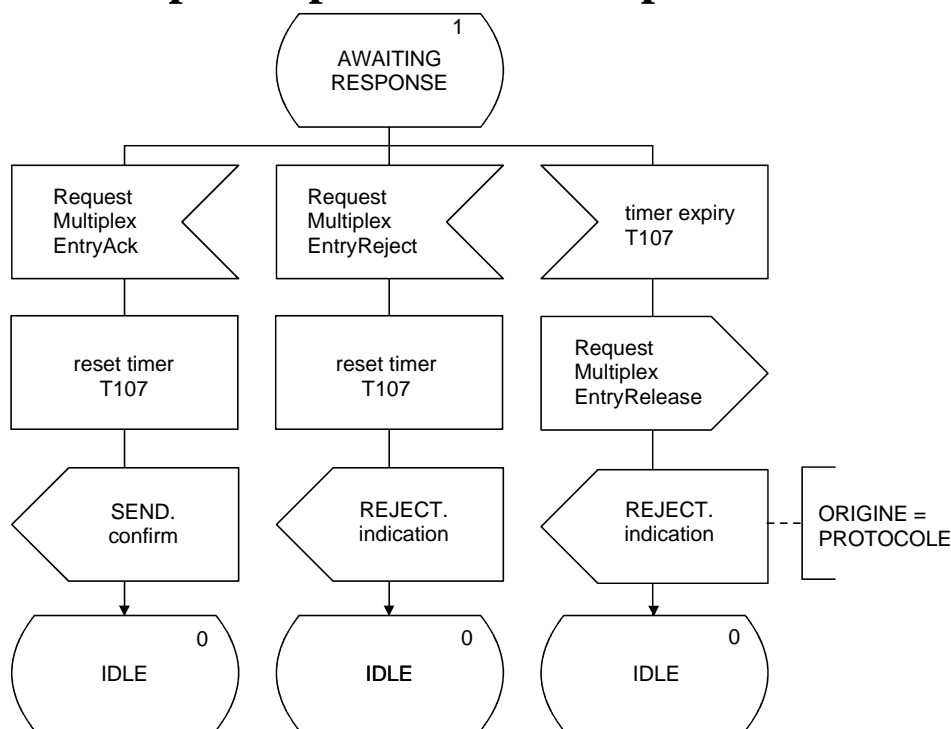 1
AWAITING
RESPONSE
Request
Multiplex
EntryAck
Request
Multiplex
EntryReject
timer expiry
T107
reset timer
T107
reset timer
T107
Request
Multiplex
EntryRelease
SEND.
confirm
REJECT.
indication
REJECT.
indication
ORIGINE =
PROTOCOLE
0
IDLE
0
IDLE
0
IDLE